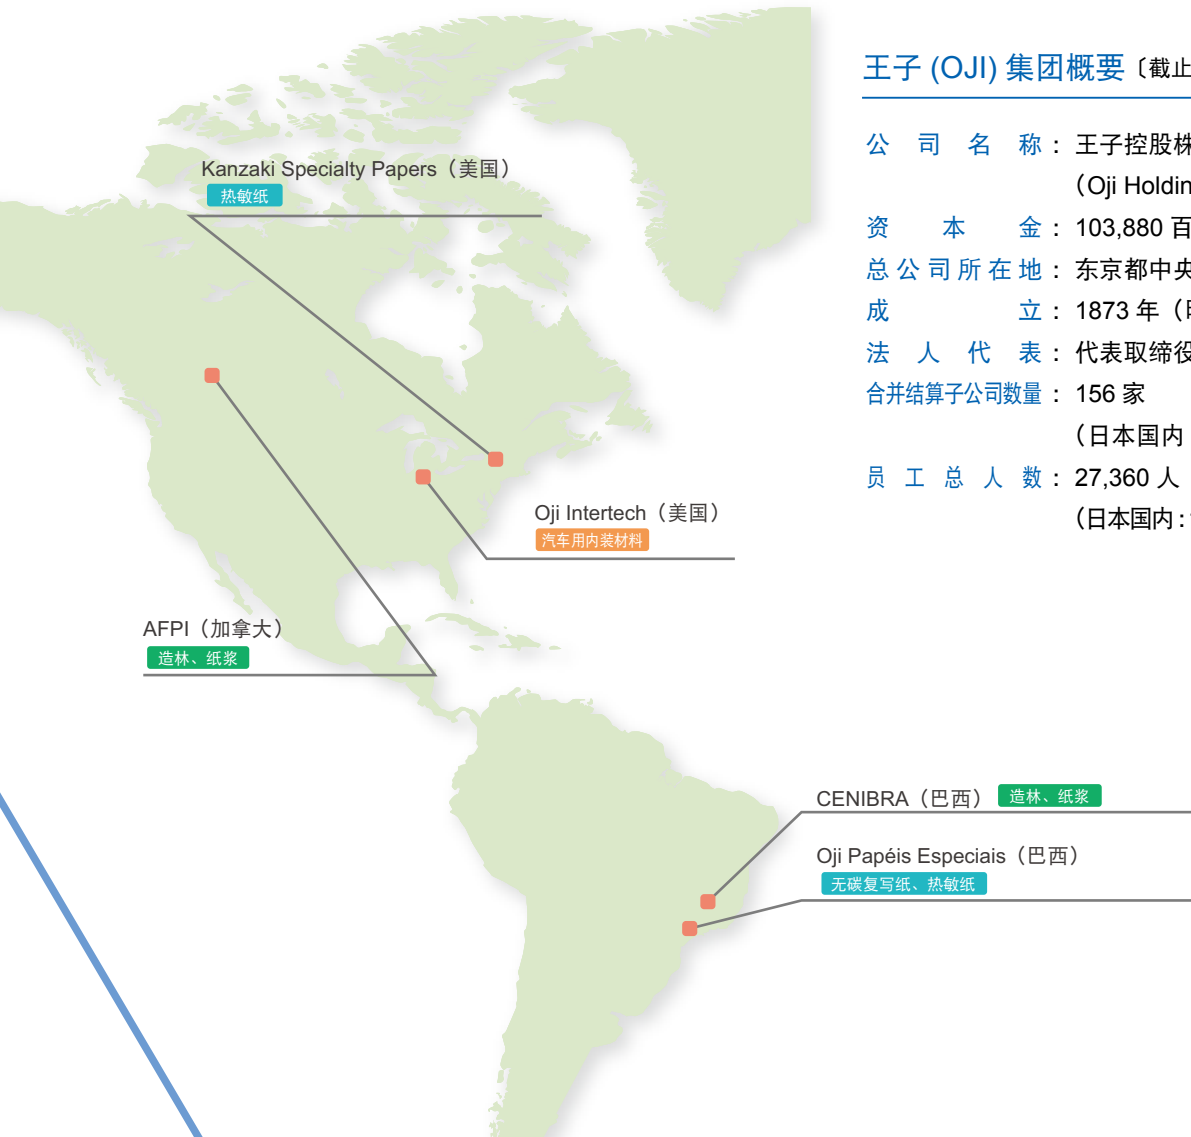 Kanzaki Specialty Papers（美国）
热敏纸
Oji Intertech（美国）
汽车用内装材料
AFPI（加拿大）
造林、纸浆
CENIBRA（巴西） 造林、纸浆
Oji Papéis Especiais（巴西）
无碳复写纸、热敏纸
王子 (OJI) 集团概要〔截止
公司名称：王子控股株
（Oji Holdin
资本金：103,880 百
总公司所在地：东京都中央
成立：1873 年（
法人代表：代表取缔役
合并结算子公司数量：156 家
（日本国内
员工总人数：27,360 人
（日本国内：